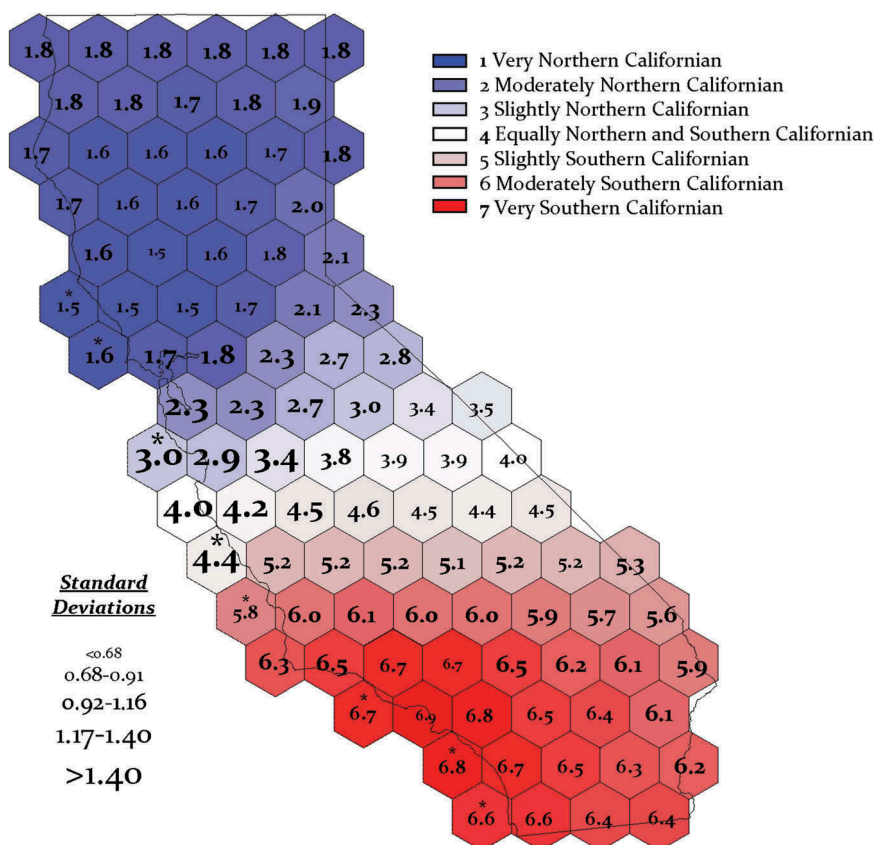 1.8 1.8 1.8 1.8 1.8 1.8
1 Very Northern Californian
2 Moderately Northern Californian
1.8 1.8 1.7 1.8 1.9
3 Slightly Northern Californian
4 Equally Northern and Southern Californian
1.7 1.6 1.6 1.6 1.7 1.8
5 Slightly Southern Californian
6 Moderately Southern Californian
7 Very Southern Californian
1.7 1.6 1.6 1.7 2.0
1.6 1.5 1.6 1.8 2.1
*
1.5 1.5 1.5 1.7 2.1 2.3
*
1.6 1.7 1.8 2.3 2.7 2.8
2.3 2.3 2.7 3.0 3.4 3.5
*
3.0 2.9 3.4 3.8 3.9 3.9 4.0
4.0 4.2 4.5 4.6 4.5 4.4 4.5
*
4.4 5.2 5.2 5.2 5.1 5.2 5.2 5.3
Standard
Deviations
*
5.8 6.0 6.1 6.0 6.0 5.9 5.7 5.6
<0.68
0.68-0.91
6.3 6.5 6.7 6.7 6.5 6.2 6.1 5.9
0.92-1.16
*
6.7 6.9 6.8 6.5 6.4 6.1
1.17-1.40
>1.40
*
6.8 6.7 6.5 6.3 6.2
*
6.6 6.6 6.4 6.4